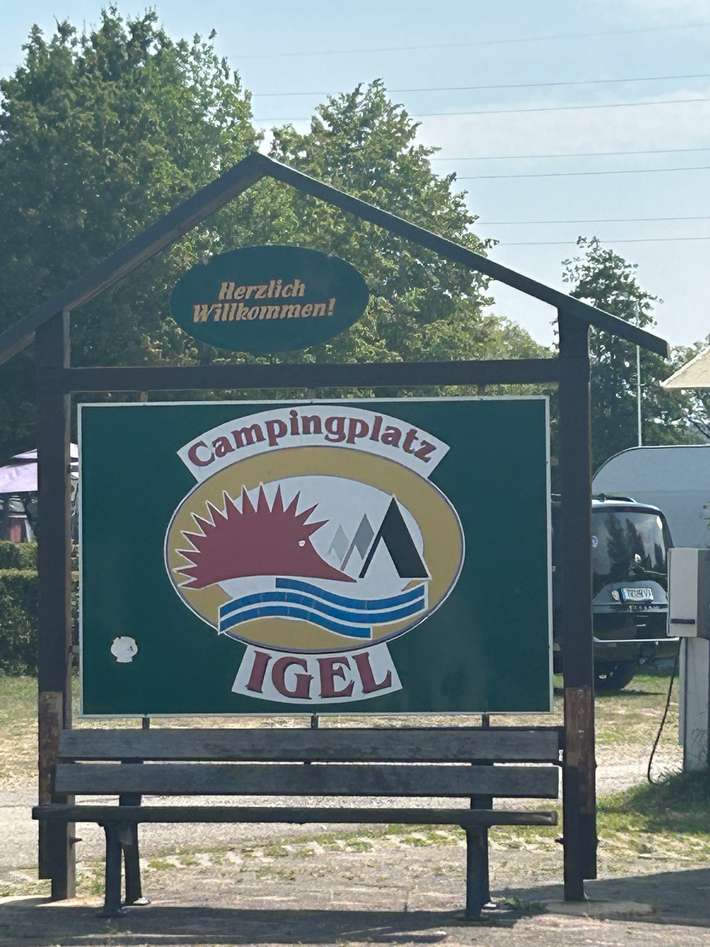 Herzlich
Willkommen!
Campingplatz
IGEL